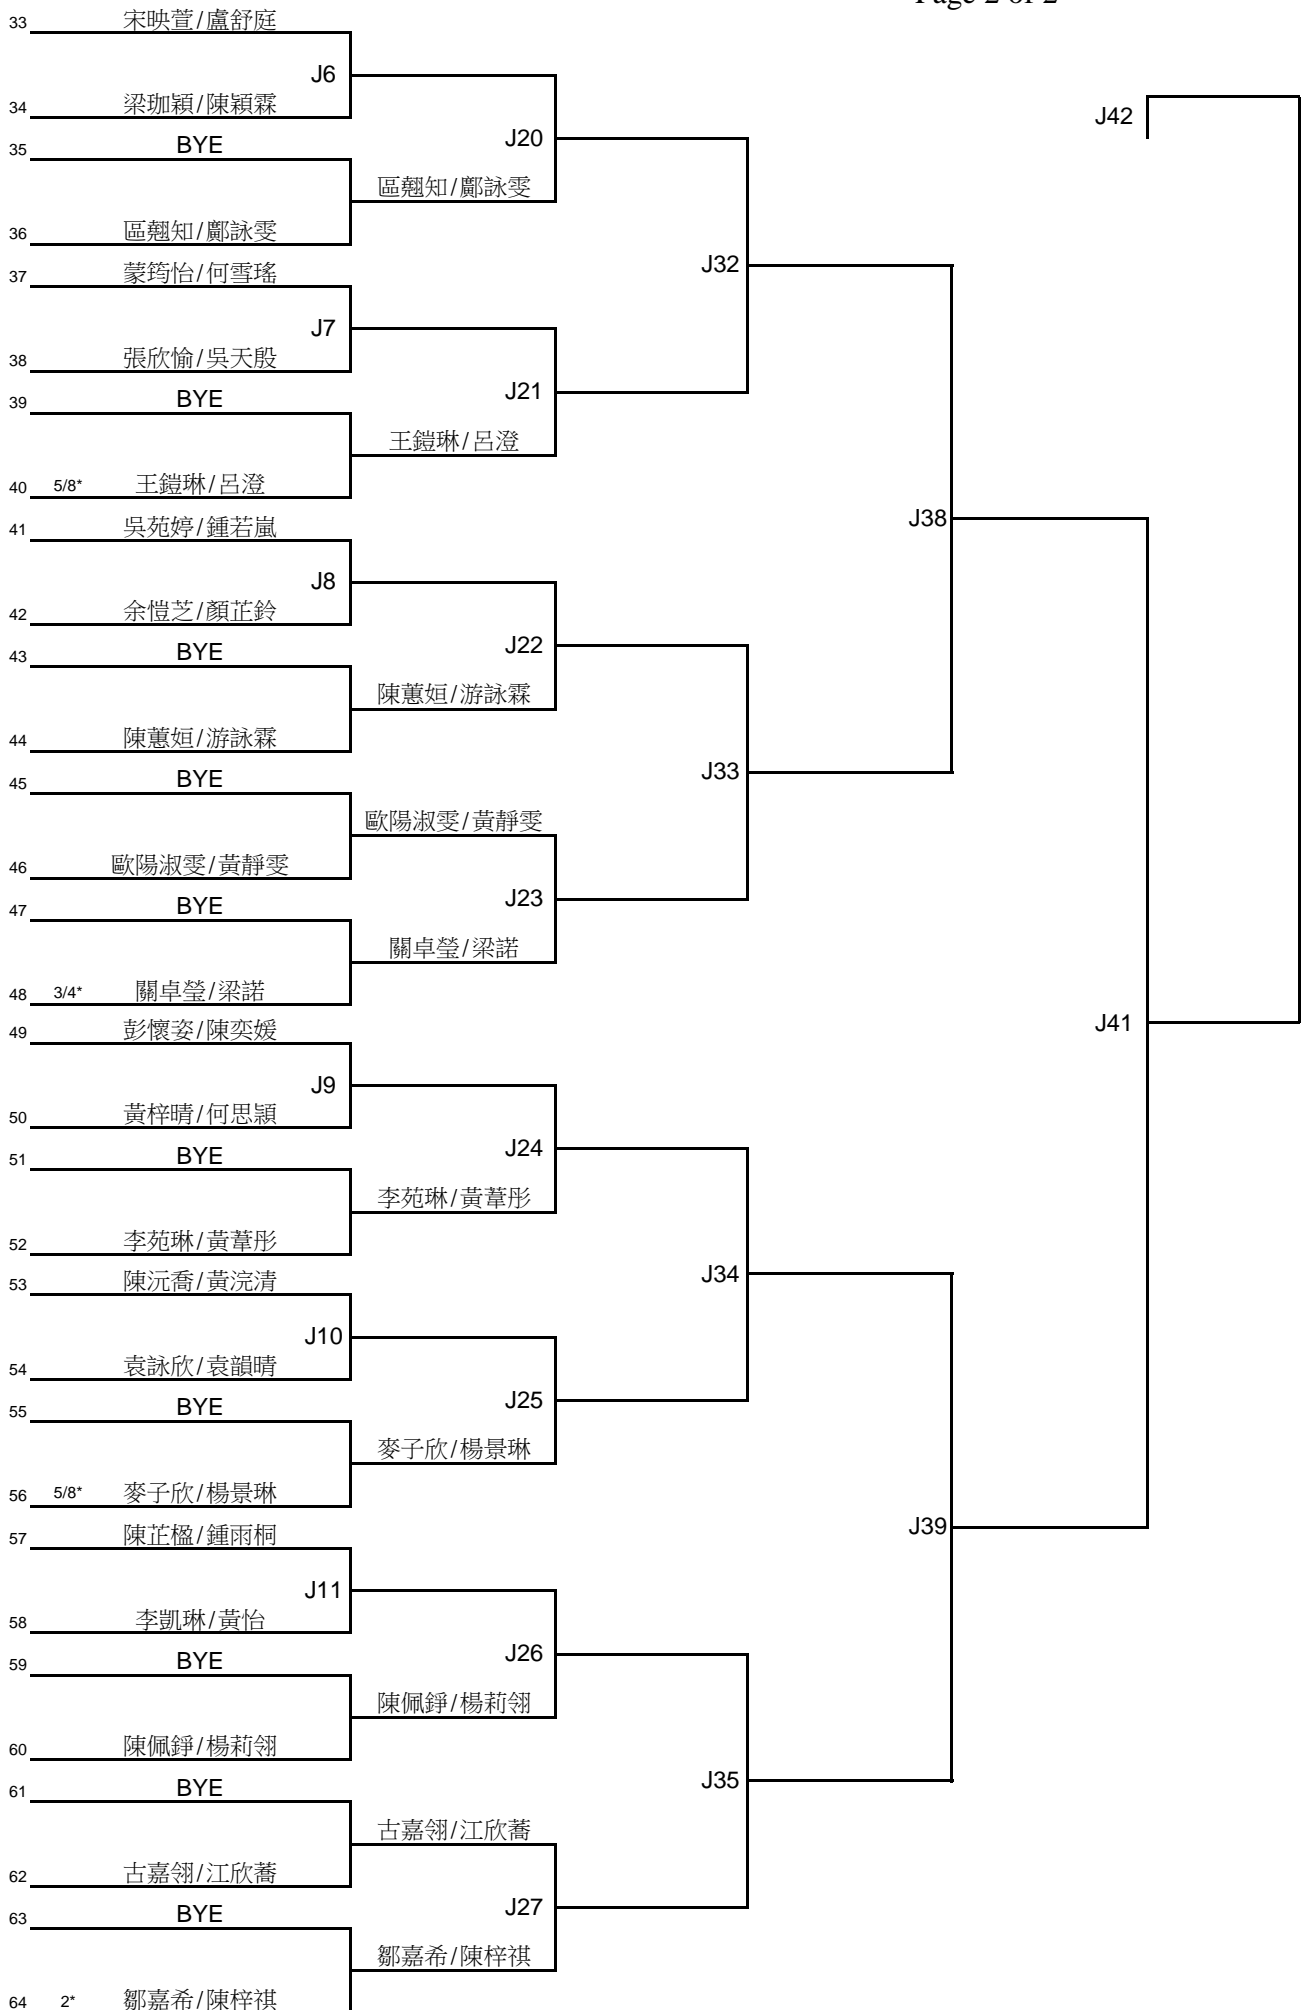 Page 2 of 2
33 宋映萱/盧舒庭
J6
34 梁珈穎/陳穎霖
J42
35 BYE
J20
區翹知/鄺詠雯
36 區翹知/鄺詠雯
J32
37 蒙筠怡/何雪瑤
J7
38 張欣愉/吳天殷
39 BYE
J21
王鎧琳/呂澄
40 5/8* 王鎧琳/呂澄
J38
41 吳苑婷/鍾若嵐
J8
42 余愷芝/顏芷鈴
43 BYE
J22
陳蕙姮/游詠霖
44 陳蕙姮/游詠霖
J33
45 BYE
歐陽淑雯/黃靜雯
46 歐陽淑雯/黃靜雯
47 BYE
J23
關卓瑩/梁諾
48 3/4* 關卓瑩/梁諾
J41
49 彭懷姿/陳奕媛
J9
50 黃梓晴/何思穎
51 BYE
J24
李苑琳/黃葦彤
52 李苑琳/黃葦彤
J34
53 陳沅喬/黃浣清
J10
54 袁詠欣/袁韻晴
55 BYE
J25
麥子欣/楊景琳
56 5/8* 麥子欣/楊景琳
J39
57 陳芷楹/鍾雨桐
J11
58 李凱琳/黃怡
59 BYE
J26
陳佩錚/楊莉翎
60 陳佩錚/楊莉翎
J35
61 BYE
古嘉翎/江欣蕎
62 古嘉翎/江欣蕎
63 BYE
J27
鄒嘉希/陳梓祺
64 2* 鄒嘉希/陳梓祺